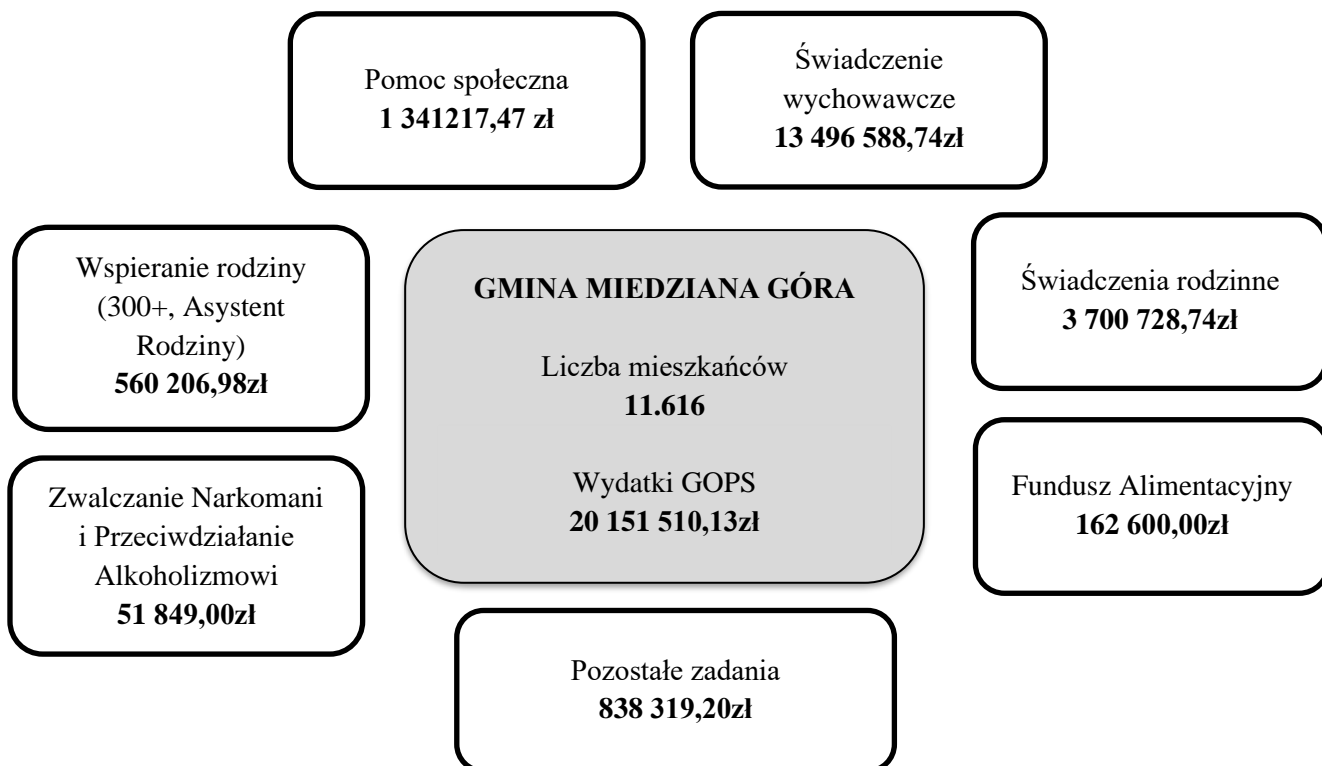 Pomoc społeczna
1 341217,47 zł
Świadczenie
wychowawcze
13 496 588,74zł
Wspieranie rodziny
(300+, Asystent
Rodziny)
560 206,98zł
GMINA MIEDZIANA GÓRA
Liczba mieszkańców
11.616
Wydatki GOPS
20 151 510,13zł
Świadczenia rodzinne
3 700 728,74zł
Zwalczanie Narkomani
i Przeciwdziałanie
Alkoholizmowi
51 849,00zł
Fundusz Alimentacyjny
162 600,00zł
Pozostałe zadania
838 319,20zł